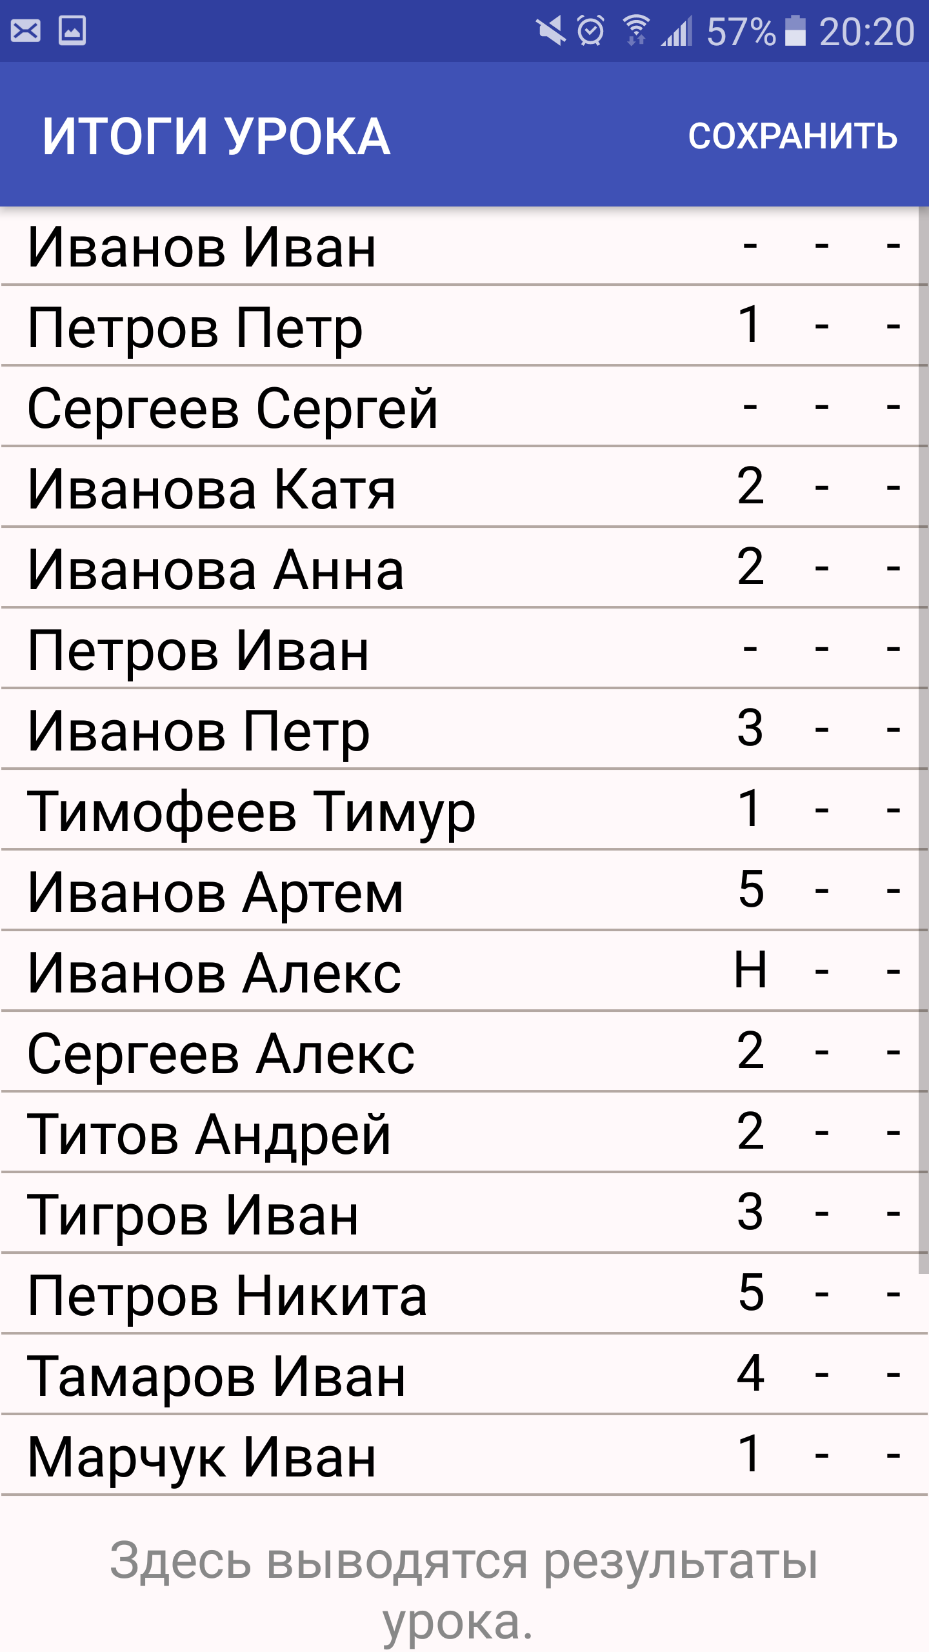 57% 20:20
ИТОГИ УРОКА СОХРАНИТЬ
Иванов Иван - - -
Петров Петр 1 - -
Сергеев Сергей - - -
Иванова Катя 2 - -
Иванова Анна 2 - -
Петров Иван - - -
Иванов Петр 3 - -
Тимофеев Тимур 1 - -
Иванов Артем 5 - -
Иванов Алекс Н - -
Сергеев Алекс 2 - -
Титов Андрей 2 - -
Тигров Иван 3 - -
Петров Никита 5 - -
Тамаров Иван 4 - -
Марчук Иван 1 - -
Здесь выводятся результаты
урока.